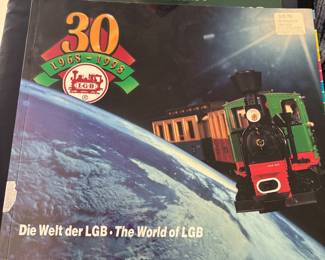 30
1968 - 1998
LGB
®
Die Welt der LGB · The World of LGB